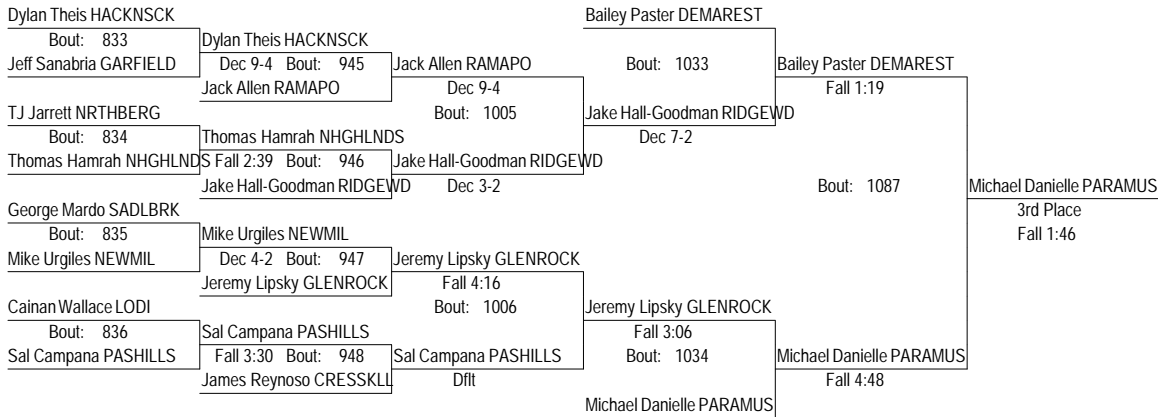 Dylan Theis HACKNSCK
Bout: 833
Jeff Sanabria GARFIELD
TJ Jarrett NRTHBERG
Bout: 834
Thomas Hamrah NHGHLNDS
George Mardo SADLBRK
Bout: 835
Mike Urgiles NEWMIL
Cainan Wallace LODI
Bout: 836
Sal Campana PASHILLS
Dylan Theis HACKNSCK
Dec 9-4 Bout: 945
Jack Allen RAMAPO
Thomas Hamrah NHGHLNDS
Fall 2:39 Bout: 946
Jake Hall-Goodman RIDGEWD
Mike Urgiles NEWMIL
Dec 4-2 Bout: 947
Jeremy Lipsky GLENROCK
Sal Campana PASHILLS
Fall 3:30 Bout: 948
James Reynoso CRESSKLL
Jack Allen RAMAPO
Dec 9-4
Bout: 1005
Jake Hall-Goodman RIDGEWD
Dec 3-2
Jeremy Lipsky GLENROCK
Fall 4:16
Bout: 1006
Sal Campana PASHILLS
Dflt
Bailey Paster DEMAREST
Bout: 1033
Jake Hall-Goodman RIDGEWD
Dec 7-2
Jeremy Lipsky GLENROCK
Fall 3:06
Bout: 1034
Michael Danielle PARAMUS
Bailey Paster DEMAREST
Fall 1:19
Bout: 1087
Michael Danielle PARAMUS
Fall 4:48
Michael Danielle PARAMUS
3rd Place
Fall 1:46